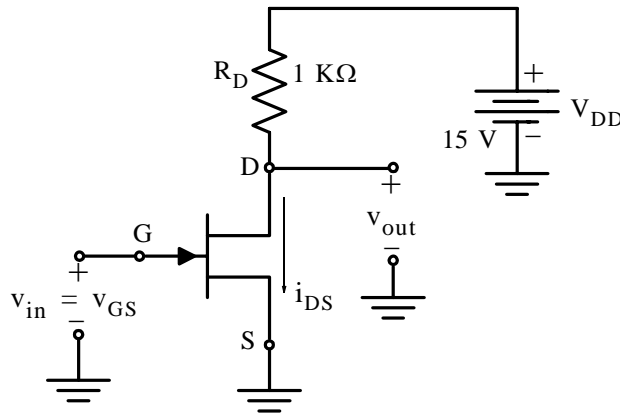 R_D 1 KΩ
+
V_DD
15 V −
D
+
G
v_out
−
+
v_in = v_GS
i_DS
−
S